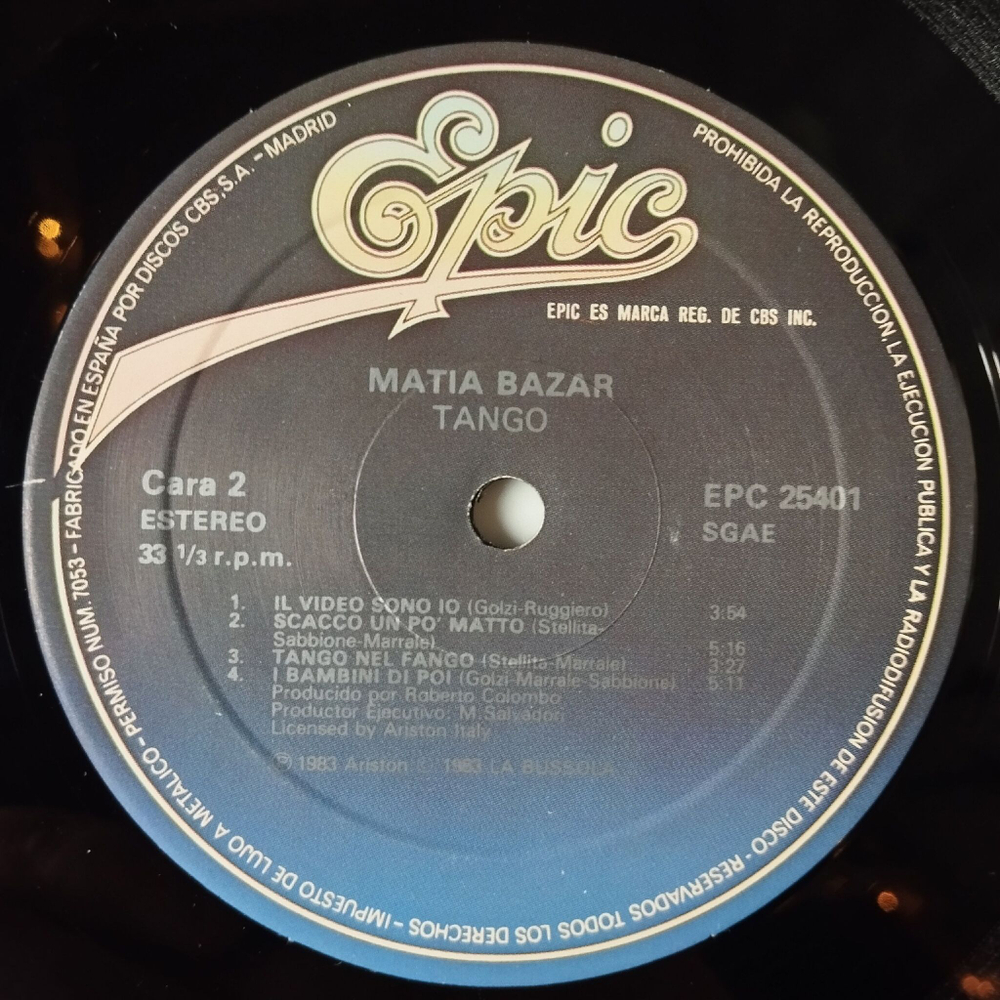 Epic
EPIC ES MARCA REG. DE CBS INC.
MATIA BAZAR
TANGO
Cara 2
ESTEREO
33 1/3 r.p.m.
EPC 25401
SGAE
1. IL VIDEO SONO IO (Golzi-Ruggiero) 3:54
2. SCACCO UN PO' MATTO (Stellita-
Sabbione-Marrale) 5:16
3. TANGO NEL FANGO (Stellita-Marrale) 3:27
4. I BAMBINI DI POI (Golzi-Marrale-Sabbione) 5:11
Producido por Roberto Colombo
Productor Ejecutivo: M.Salvador
Licensed by Ariston Italy
Ⓟ 1983 Ariston © 1983 LA BUSSOLA
PROHIBIDA LA REPRODUCCION, LA EJECUCION PUBLICA Y LA RADIODIFUSION DE ESTE DISCO - RESERVADOS TODOS LOS DERECHOS - IMPUESTO DE LUJO A METALICO - PERMISO NUM. 7053 - FABRICADO EN ESPAÑA POR DISCOS CBS, S.A. - MADRID